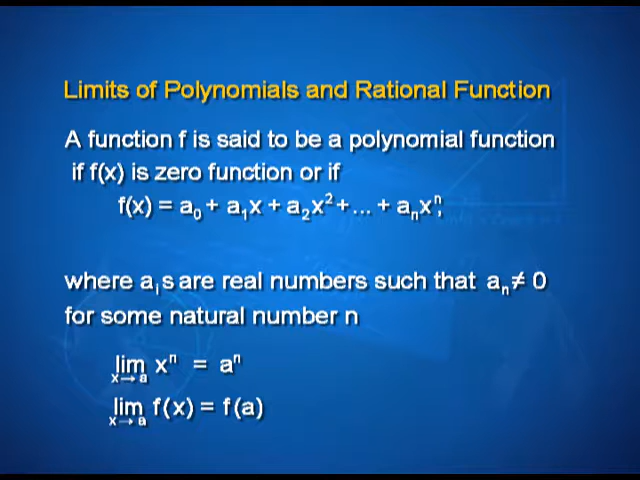 Limits of Polynomials and Rational Function
A function f is said to be a polynomial function
if f(x) is zero function or if
f(x) = a₀ + a₁x + a₂x² + ... + aₙxⁿ,
where aᵢs are real numbers such that aₙ ≠ 0
for some natural number n
lim xⁿ = aⁿ
x→a
lim f(x) = f(a)
x→a